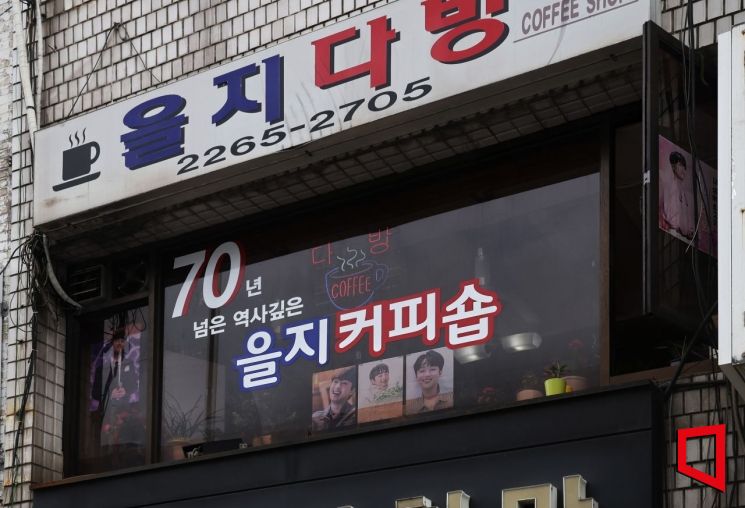 을지다방
COFFEE SHOP
2265-2705
다방
COFFEE
70년
넘은 역사깊은
을지커피숍